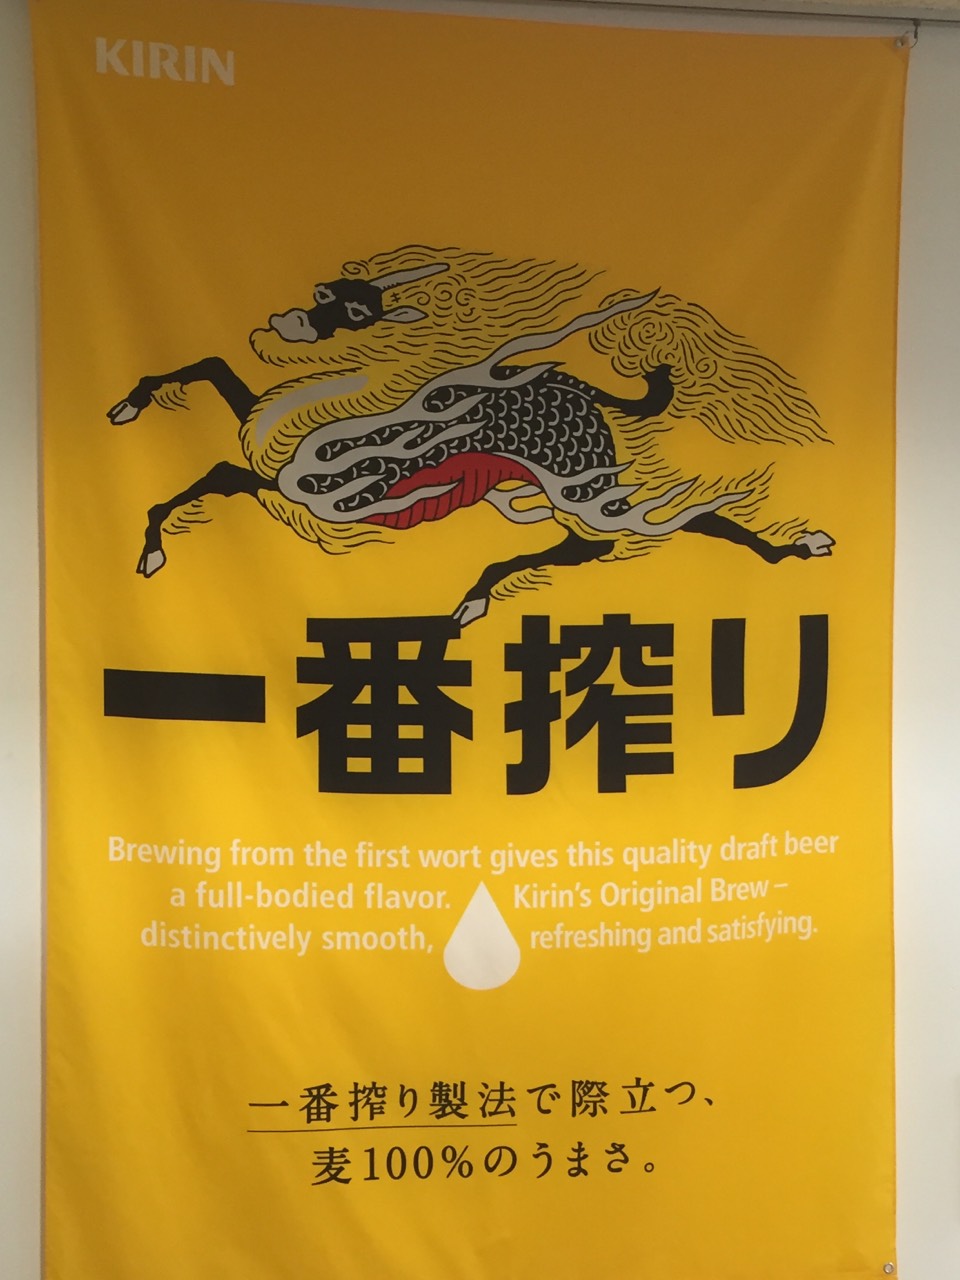 KIRIN
一番搾り
Brewing from the first wort gives this quality draft beer
a full-bodied flavor. Kirin's Original Brew –
distinctively smooth, refreshing and satisfying.
一番搾り製法で際立つ、
麦100%のうまさ。